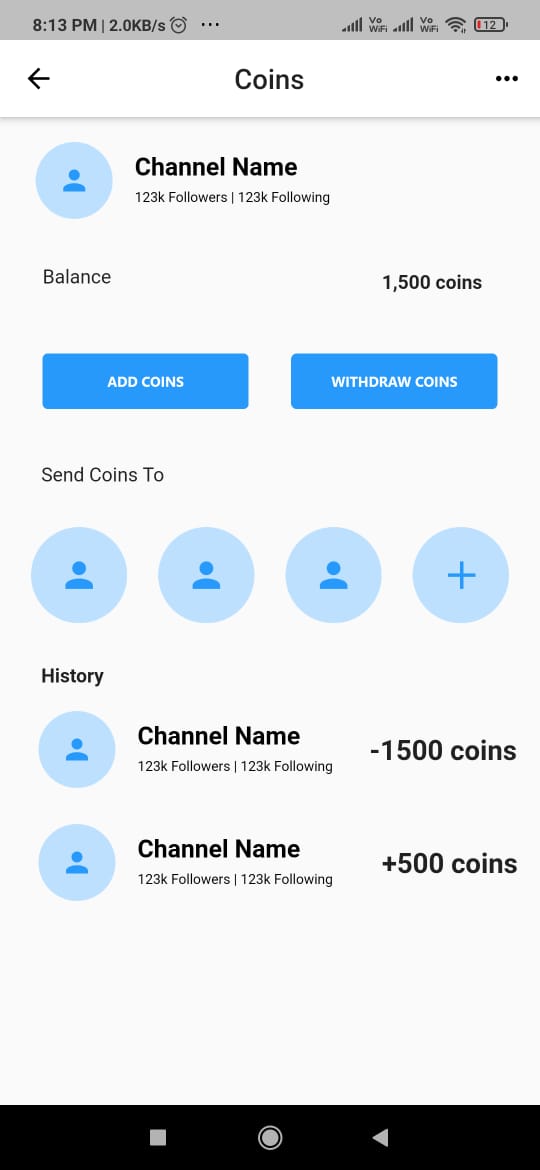 8:13 PM | 2.0KB/s ...
Vo WiFi Vo WiFi 12
Coins
Channel Name
123k Followers | 123k Following
Balance
1,500 coins
ADD COINS WITHDRAW COINS
Send Coins To
History
Channel Name
123k Followers | 123k Following
-1500 coins
Channel Name
123k Followers | 123k Following
+500 coins